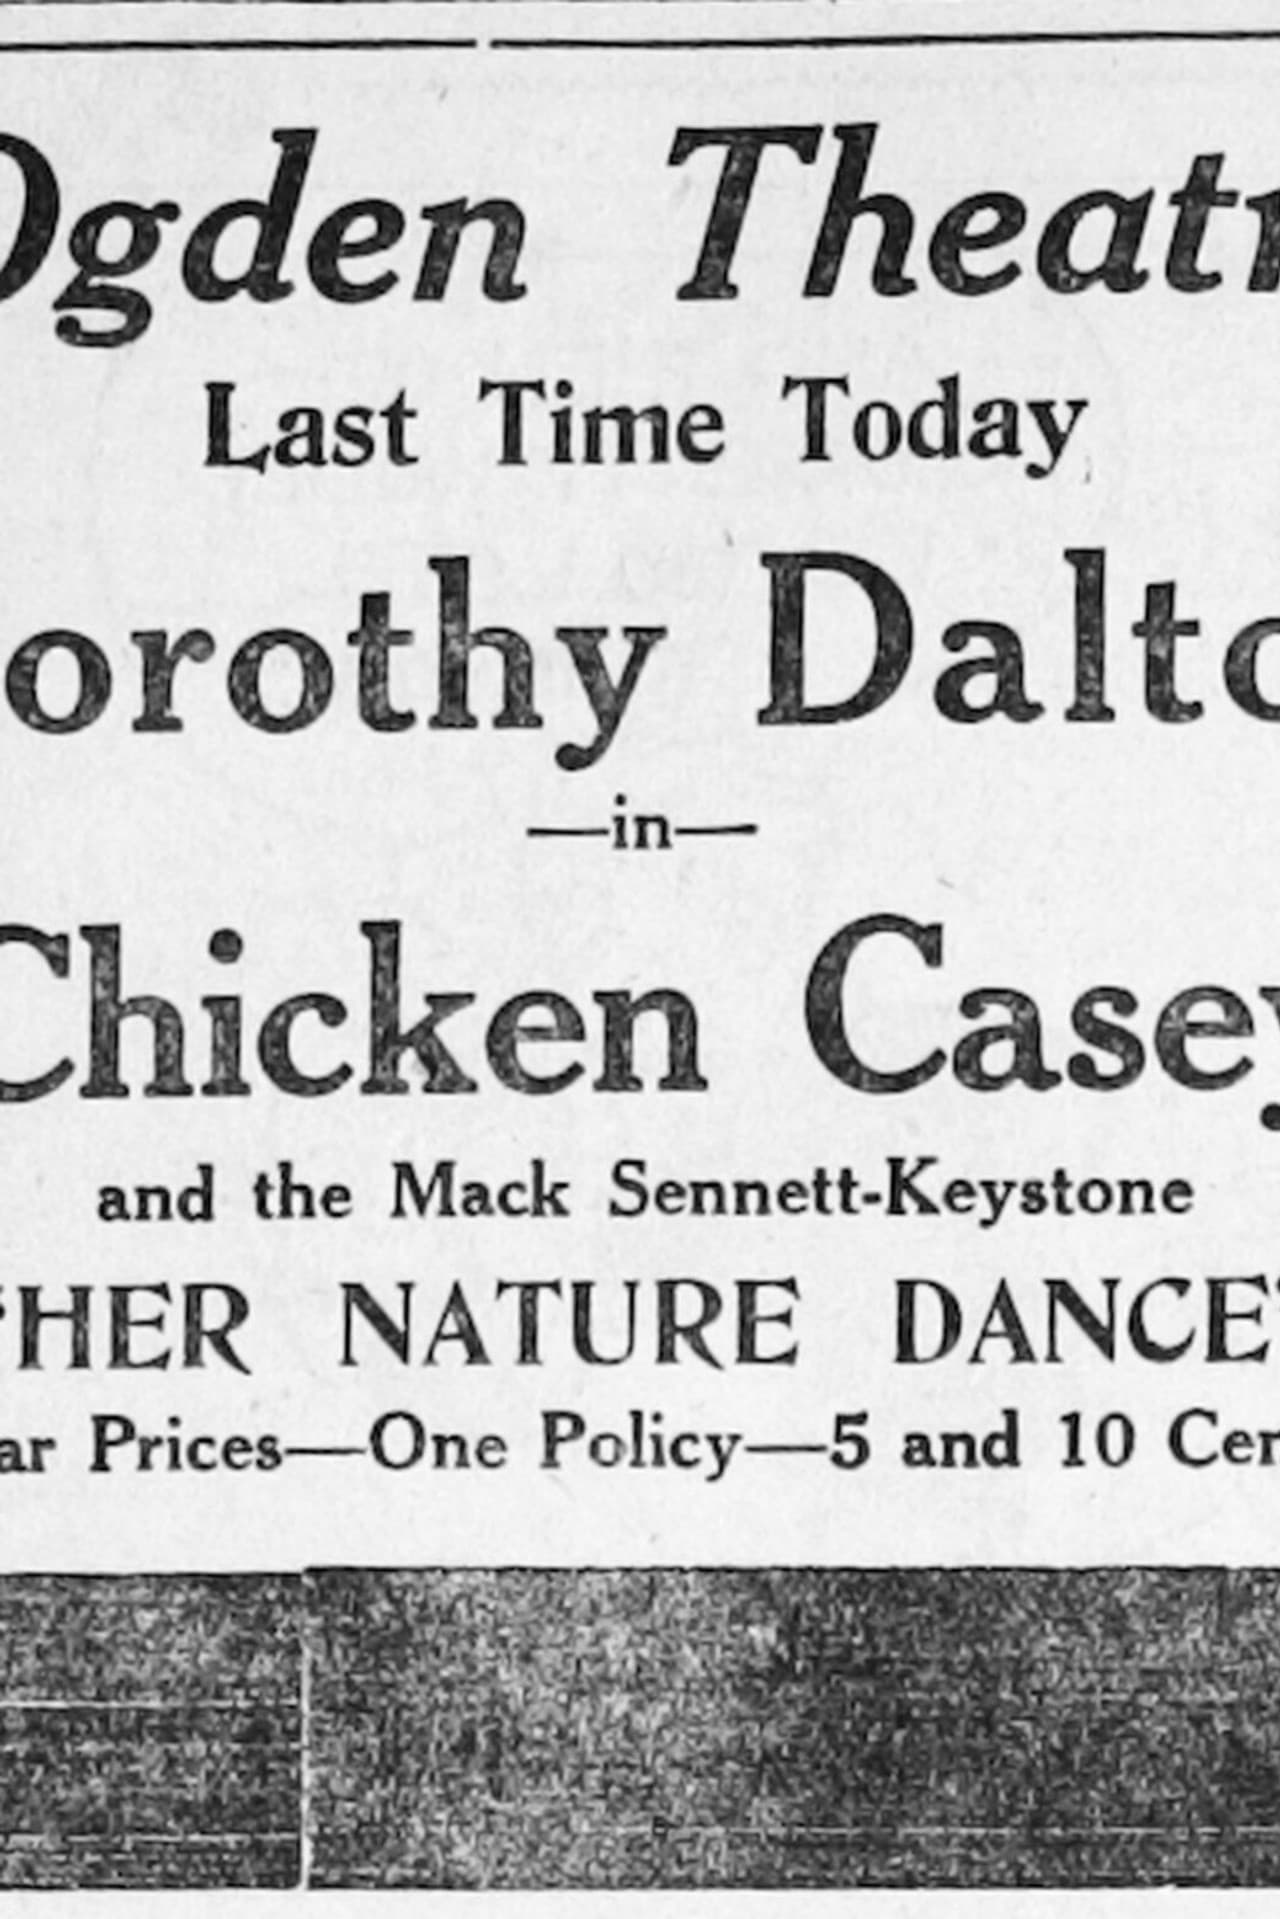 Ogden Theatr
Last Time Today
orothy Dalto
—in—
Chicken Casey
and the Mack Sennett-Keystone
"HER NATURE DANCE"
ar Prices—One Policy—5 and 10 Cen